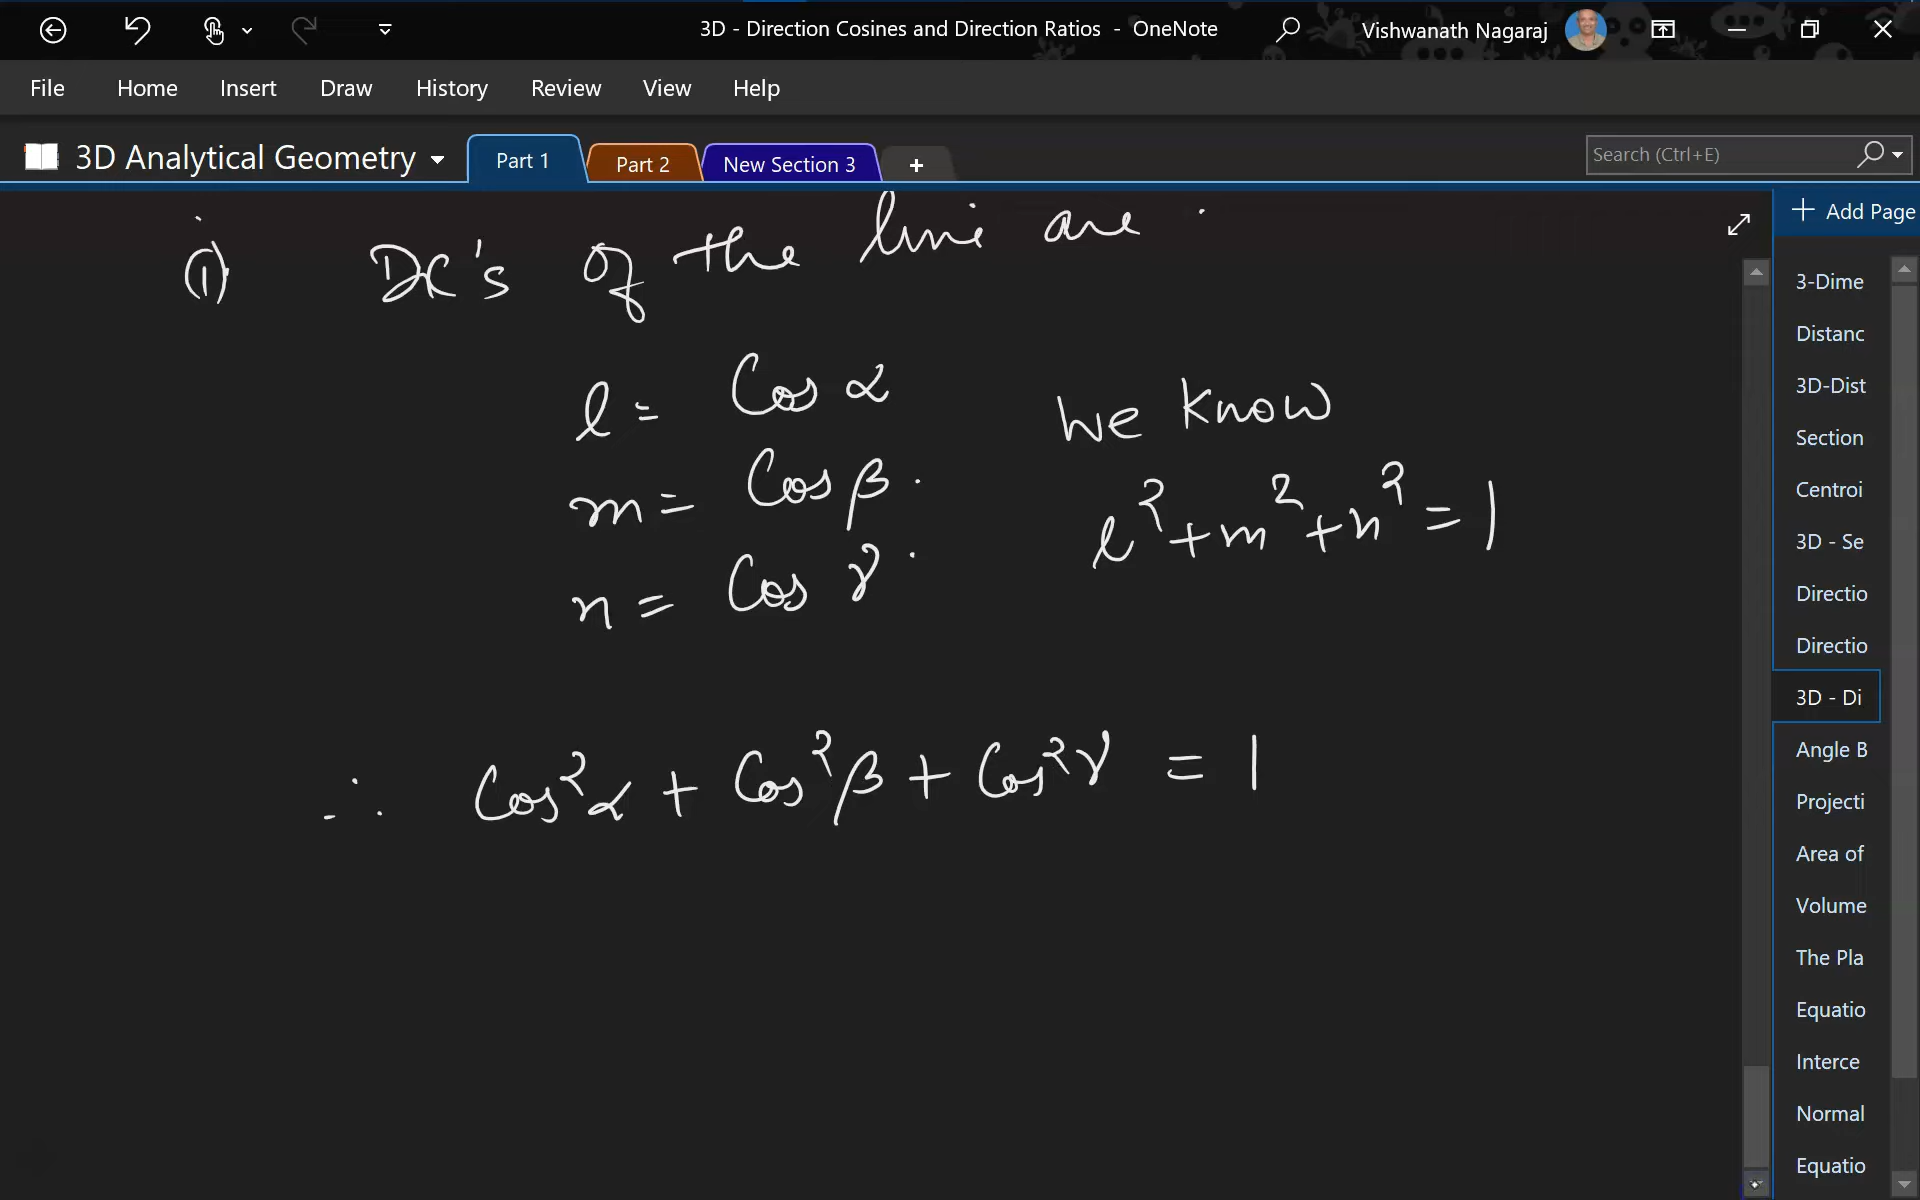 3D - Direction Cosines and Direction Ratios - OneNote
Vishwanath Nagaraj
File Home Insert Draw History Review View Help
3D Analytical Geometry
Part 1
Part 2
New Section 3
+
Search (Ctrl+E)
+ Add Page
(i) DC's of the line are .
l = Cos α
m = Cos β .
n = Cos γ .
we know
l² + m² + n² = 1
∴ Cos²α + Cos²β + Cos²γ = 1
3-Dime
Distanc
3D-Dist
Section
Centroi
3D - Se
Directio
Directio
3D - Di
Angle B
Projecti
Area of
Volume
The Pla
Equatio
Interce
Normal
Equatio